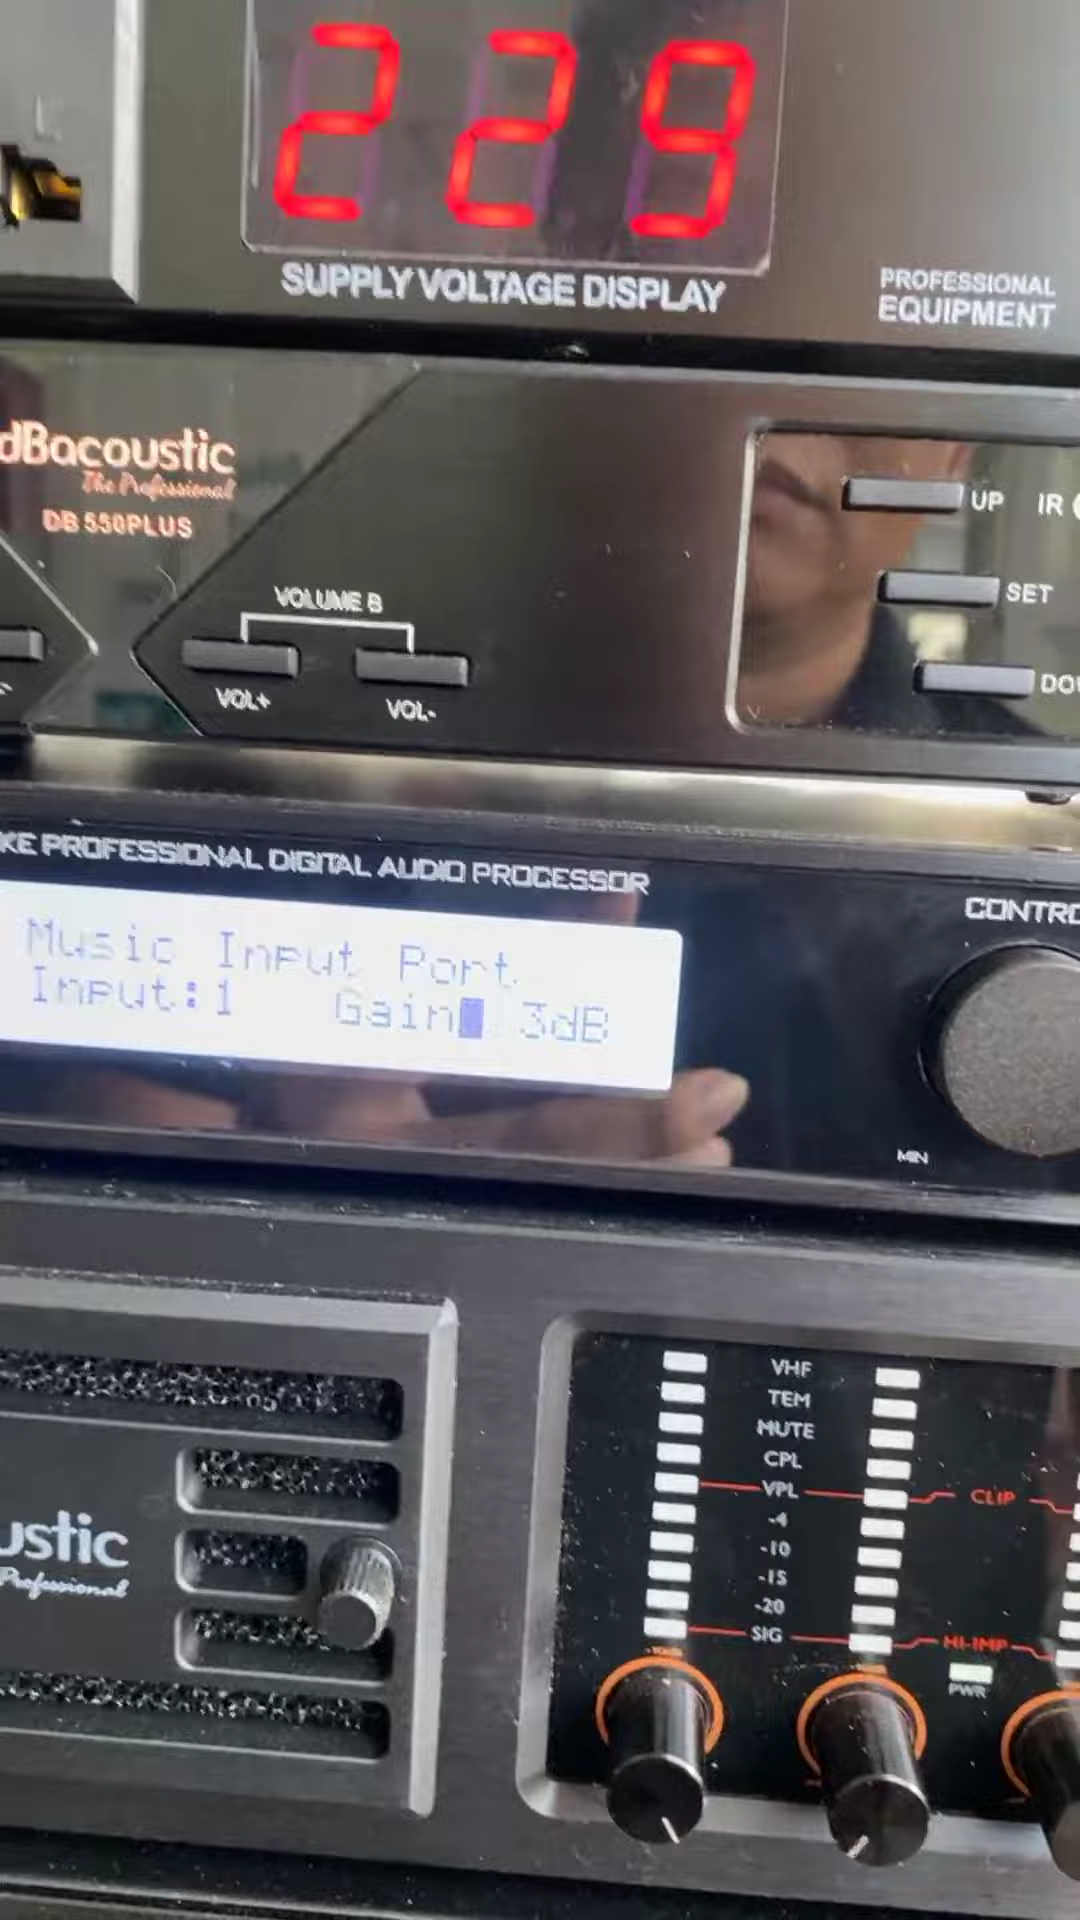 229
SUPPLY VOLTAGE DISPLAY
PROFESSIONAL
EQUIPMENT
dBacoustic
The Professional
DB 550PLUS
VOLUME B
VOL+
VOL-
UP
IR
SET
PROFESSIONAL DIGITAL AUDIO PROCESSOR
Music Input Port
Input:1 Gain 3dB
MIN
Professional
VHF
TEM
MUTE
CPL
VPL
CLIP
-4
-10
-15
-20
SIG
HI-IMP
PWR